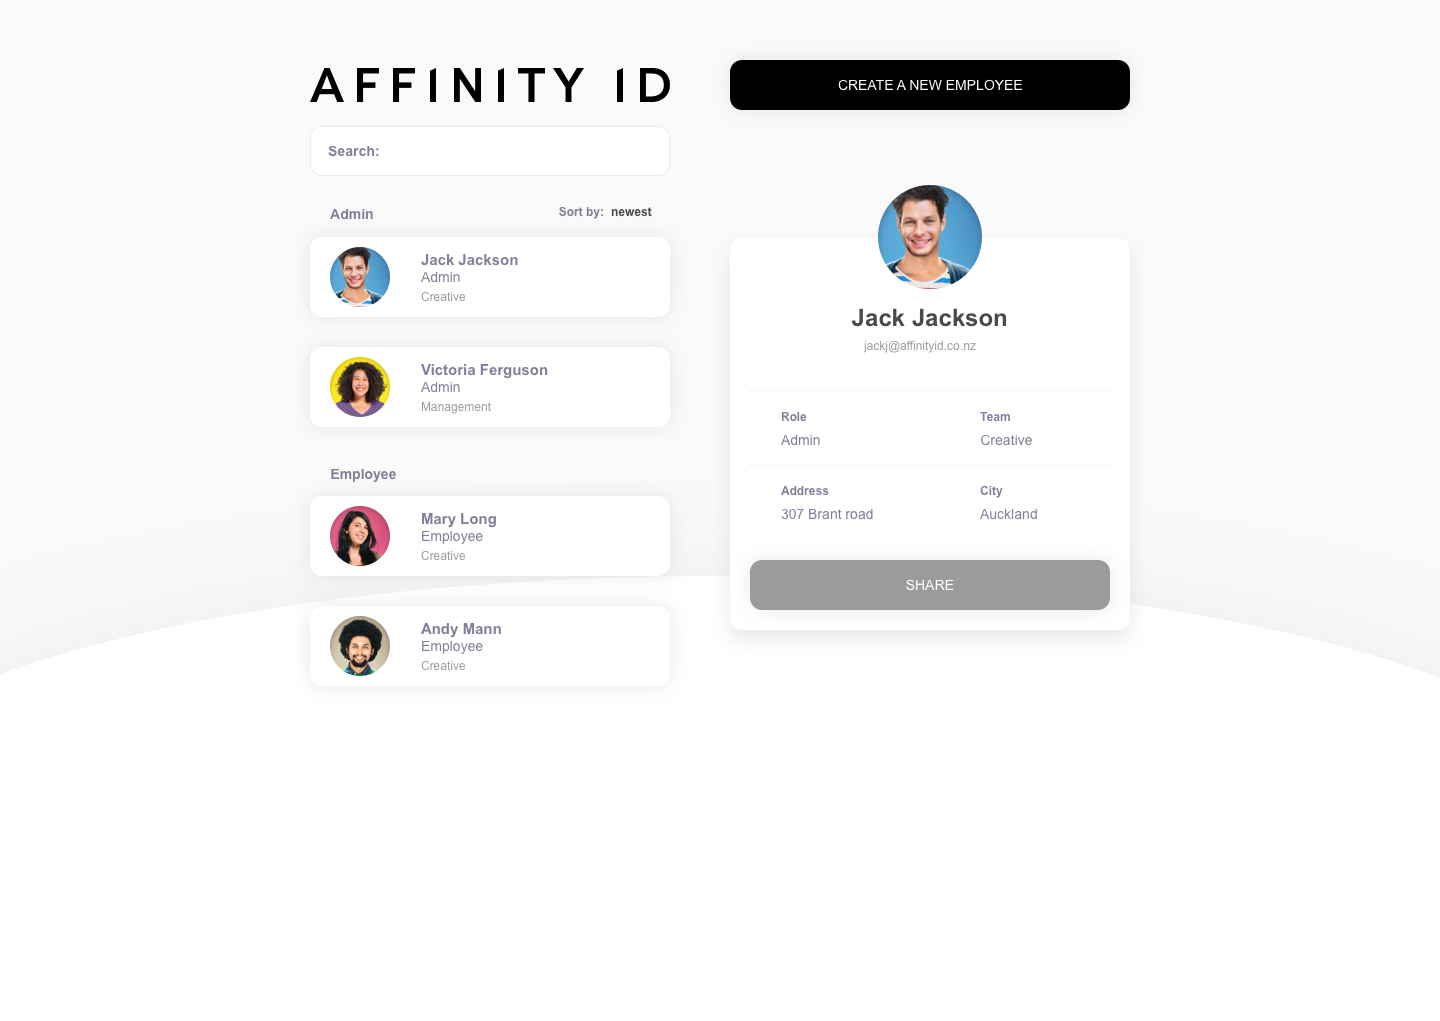 AFFINITY ID
CREATE A NEW EMPLOYEE
Search:
Admin
Sort by: newest
Jack Jackson
Admin
Creative
Victoria Ferguson
Admin
Management
Employee
Mary Long
Employee
Creative
Andy Mann
Employee
Creative
Jack Jackson
jackj@affinityid.co.nz
Role
Team
Admin
Creative
Address
City
307 Brant road
Auckland
SHARE